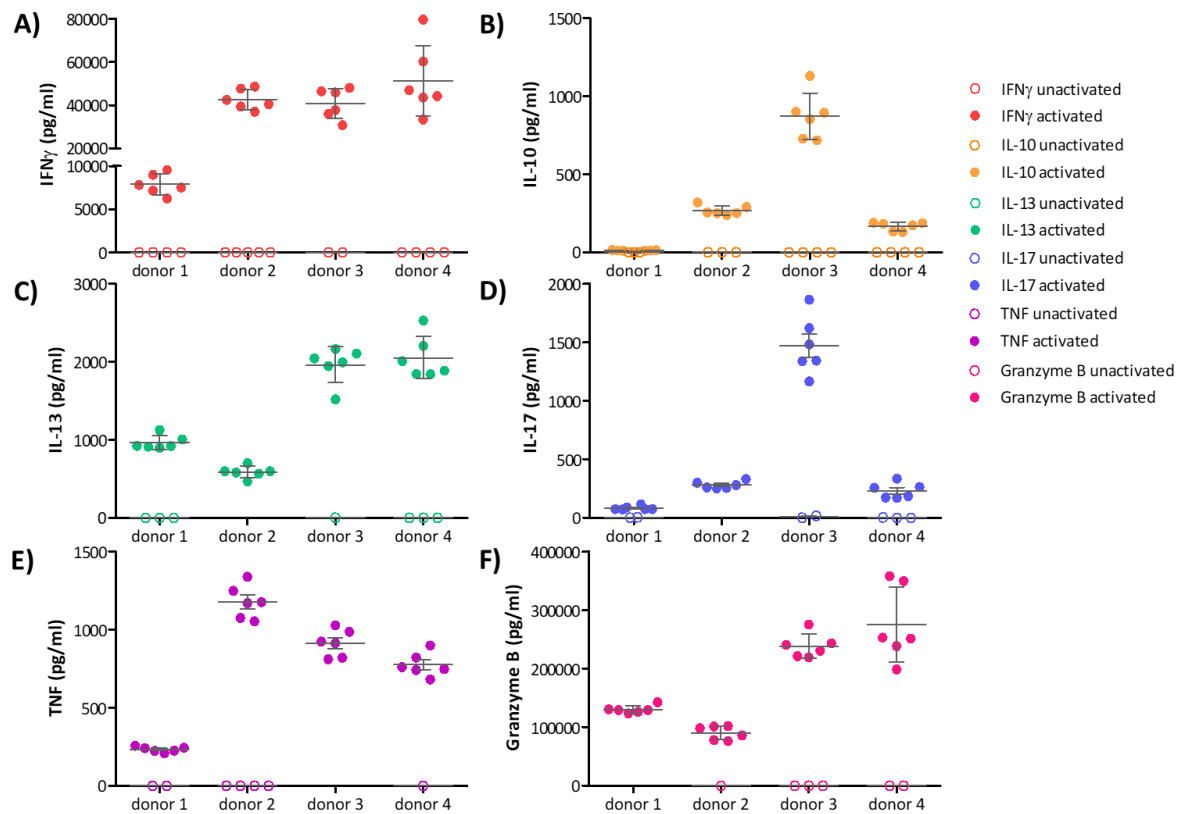 A)
IFNγ (pg/ml)
80000
60000
40000
20000
10000
5000
0
donor 1 donor 2 donor 3 donor 4
B)
IL-10 (pg/ml)
1500
1000
500
0
donor 1 donor 2 donor 3 donor 4
IFNγ unactivated
IFNγ activated
IL-10 unactivated
IL-10 activated
IL-13 unactivated
IL-13 activated
IL-17 unactivated
IL-17 activated
TNF unactivated
TNF activated
Granzyme B unactivated
Granzyme B activated
C)
IL-13 (pg/ml)
3000
2000
1000
0
donor 1 donor 2 donor 3 donor 4
D)
IL-17 (pg/ml)
2000
1500
1000
500
0
donor 1 donor 2 donor 3 donor 4
E)
TNF (pg/ml)
1500
1000
500
0
donor 1 donor 2 donor 3 donor 4
F)
Granzyme B (pg/ml)
400000
300000
200000
100000
0
donor 1 donor 2 donor 3 donor 4